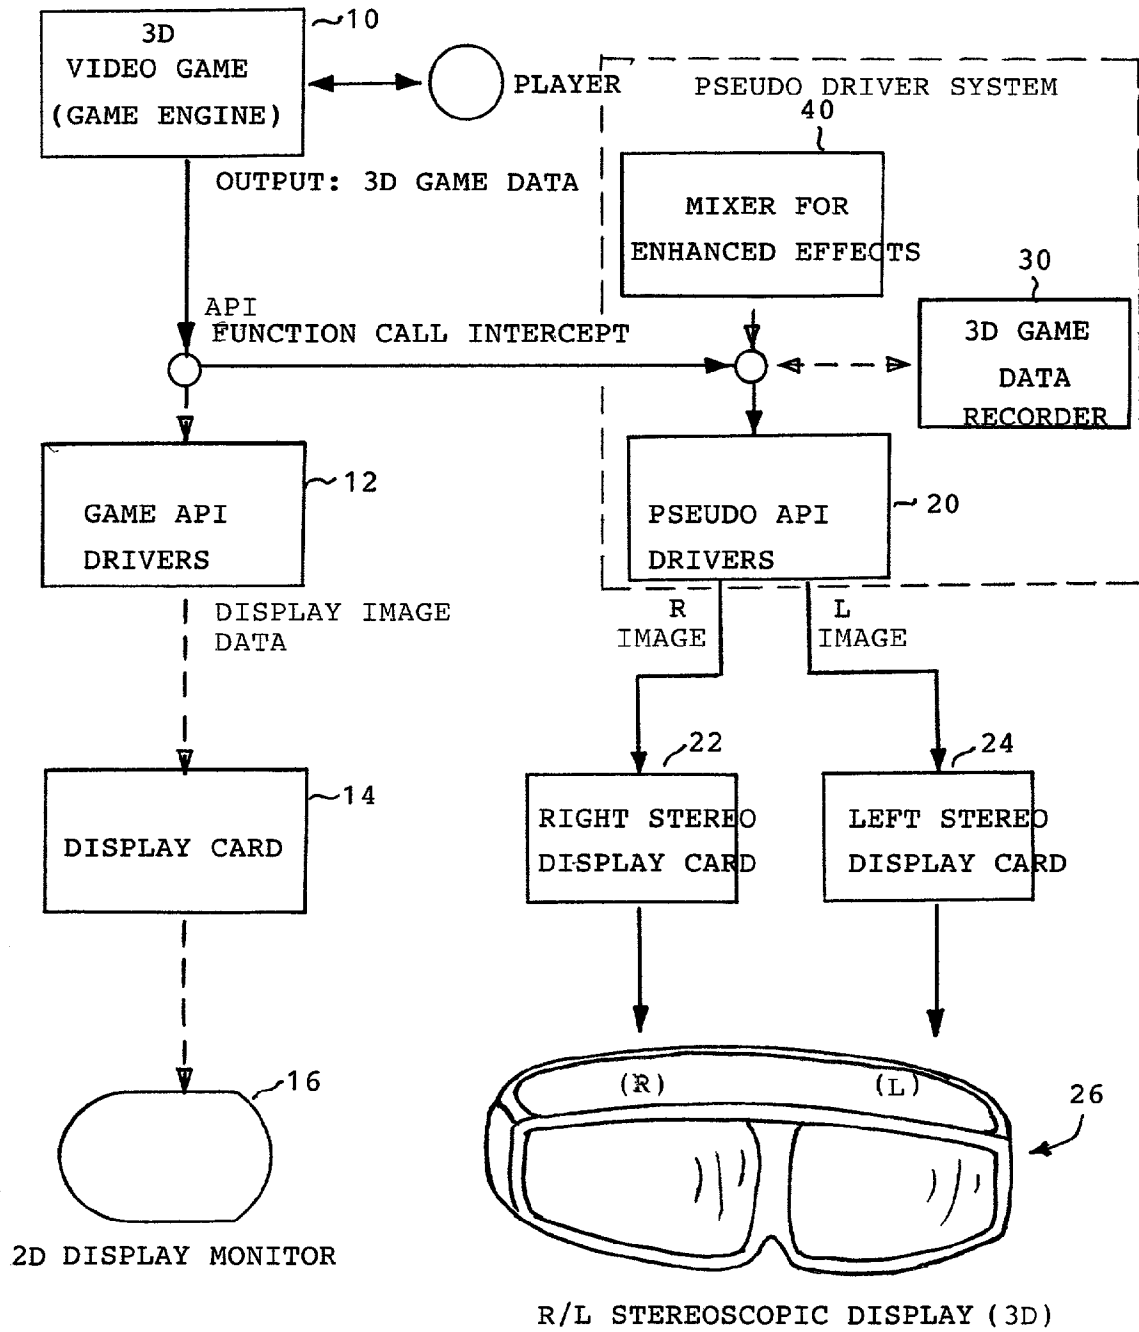 3D
VIDEO GAME
(GAME ENGINE)
10
PLAYER
OUTPUT: 3D GAME DATA
PSEUDO DRIVER SYSTEM
40
MIXER FOR
ENHANCED EFFECTS
30
3D GAME
DATA
RECORDER
API
FUNCTION CALL INTERCEPT
12
GAME API
DRIVERS
20
PSEUDO API
DRIVERS
DISPLAY IMAGE
DATA
R
IMAGE
L
IMAGE
14
DISPLAY CARD
22
RIGHT STEREO
DISPLAY CARD
24
LEFT STEREO
DISPLAY CARD
16
2D DISPLAY MONITOR
(R)
(L)
26
R/L STEREOSCOPIC DISPLAY (3D)